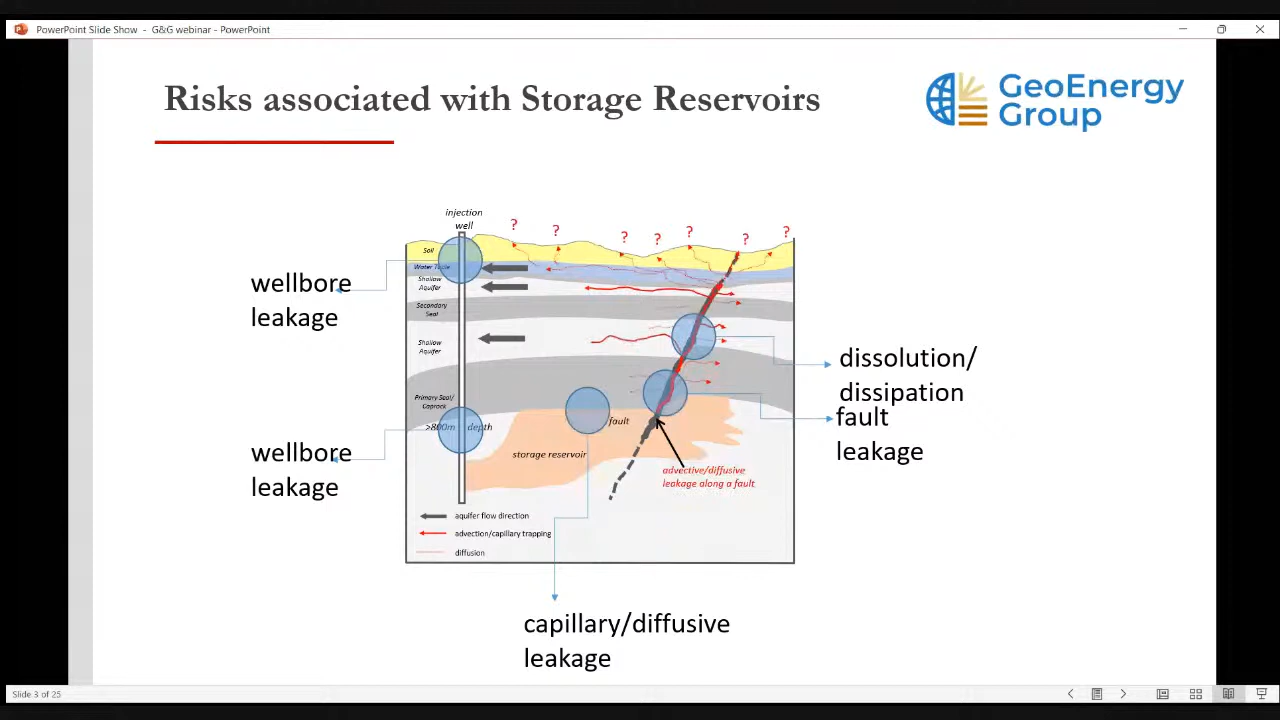 PowerPoint Slide Show - G&G webinar - PowerPoint
Risks associated with Storage Reservoirs
GeoEnergy
Group
injection
well
? ? ? ? ? ? ?
Soil
Water Table
Shallow
Aquifer
Secondary
Seal
Shallow
Aquifer
Primary Seal/
Caprock
>800m depth
fault
storage reservoir
advective/diffusive
leakage along a fault
aquifer flow direction
advection/capillary trapping
diffusion
wellbore
leakage
wellbore
leakage
dissolution/
dissipation
fault
leakage
capillary/diffusive
leakage
Slide 3 of 25